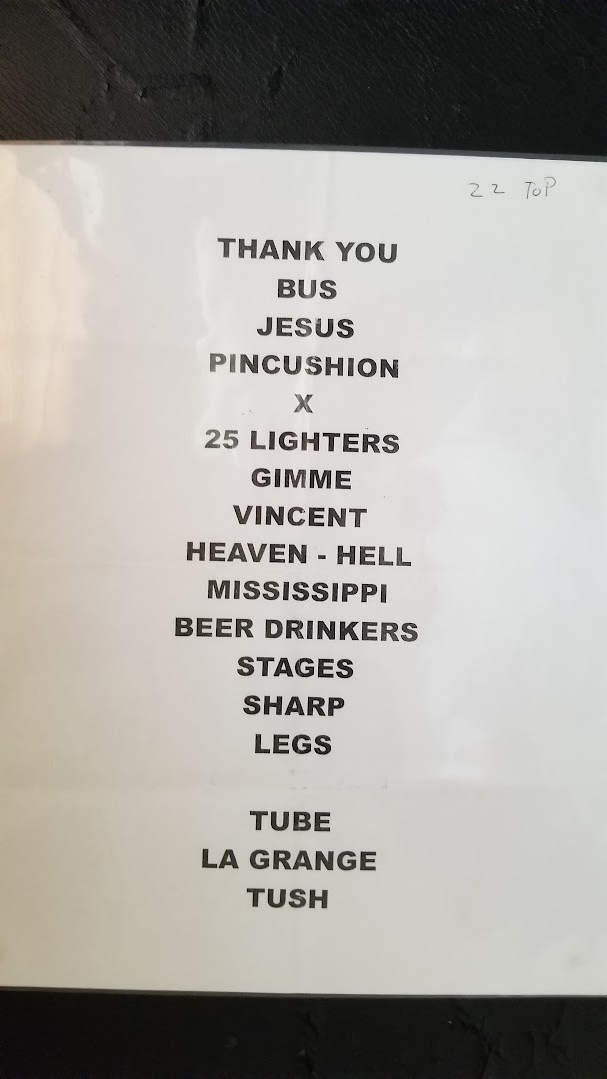 ZZ TOP
THANK YOU
BUS
JESUS
PINCUSHION
X
25 LIGHTERS
GIMME
VINCENT
HEAVEN - HELL
MISSISSIPPI
BEER DRINKERS
STAGES
SHARP
LEGS
TUBE
LA GRANGE
TUSH